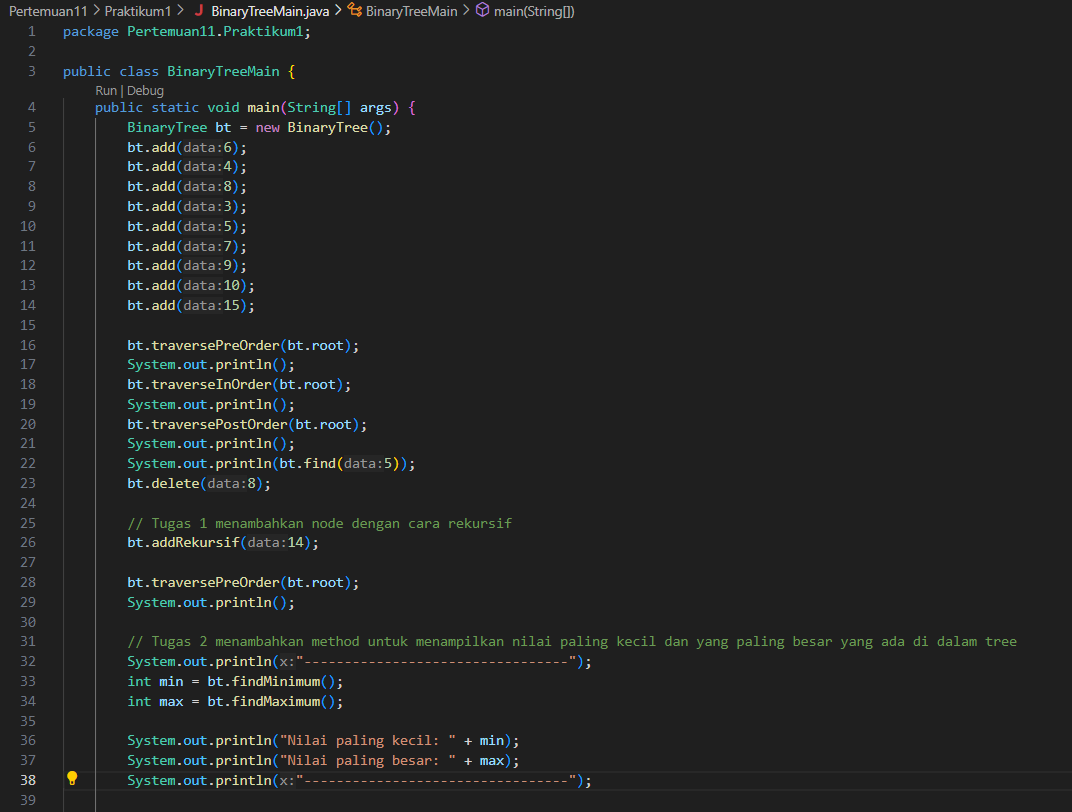 Pertemuan11 > Praktikum1 > J BinaryTreeMain.java > BinaryTreeMain > main(String[])
1 package Pertemuan11.Praktikum1;
2
3 public class BinaryTreeMain {
Run | Debug
4 public static void main(String[] args) {
5 BinaryTree bt = new BinaryTree();
6 bt.add(data:6);
7 bt.add(data:4);
8 bt.add(data:8);
9 bt.add(data:3);
10 bt.add(data:5);
11 bt.add(data:7);
12 bt.add(data:9);
13 bt.add(data:10);
14 bt.add(data:15);
15
16 bt.traversePreOrder(bt.root);
17 System.out.println();
18 bt.traverseInOrder(bt.root);
19 System.out.println();
20 bt.traversePostOrder(bt.root);
21 System.out.println();
22 System.out.println(bt.find(data:5));
23 bt.delete(data:8);
24
25 // Tugas 1 menambahkan node dengan cara rekursif
26 bt.addRekursif(data:14);
27
28 bt.traversePreOrder(bt.root);
29 System.out.println();
30
31 // Tugas 2 menambahkan method untuk menampilkan nilai paling kecil dan yang paling besar yang ada di dalam tree
32 System.out.println(x:"---------------------------------");
33 int min = bt.findMinimum();
34 int max = bt.findMaximum();
35
36 System.out.println("Nilai paling kecil: " + min);
37 System.out.println("Nilai paling besar: " + max);
38 System.out.println(x:"---------------------------------");
39